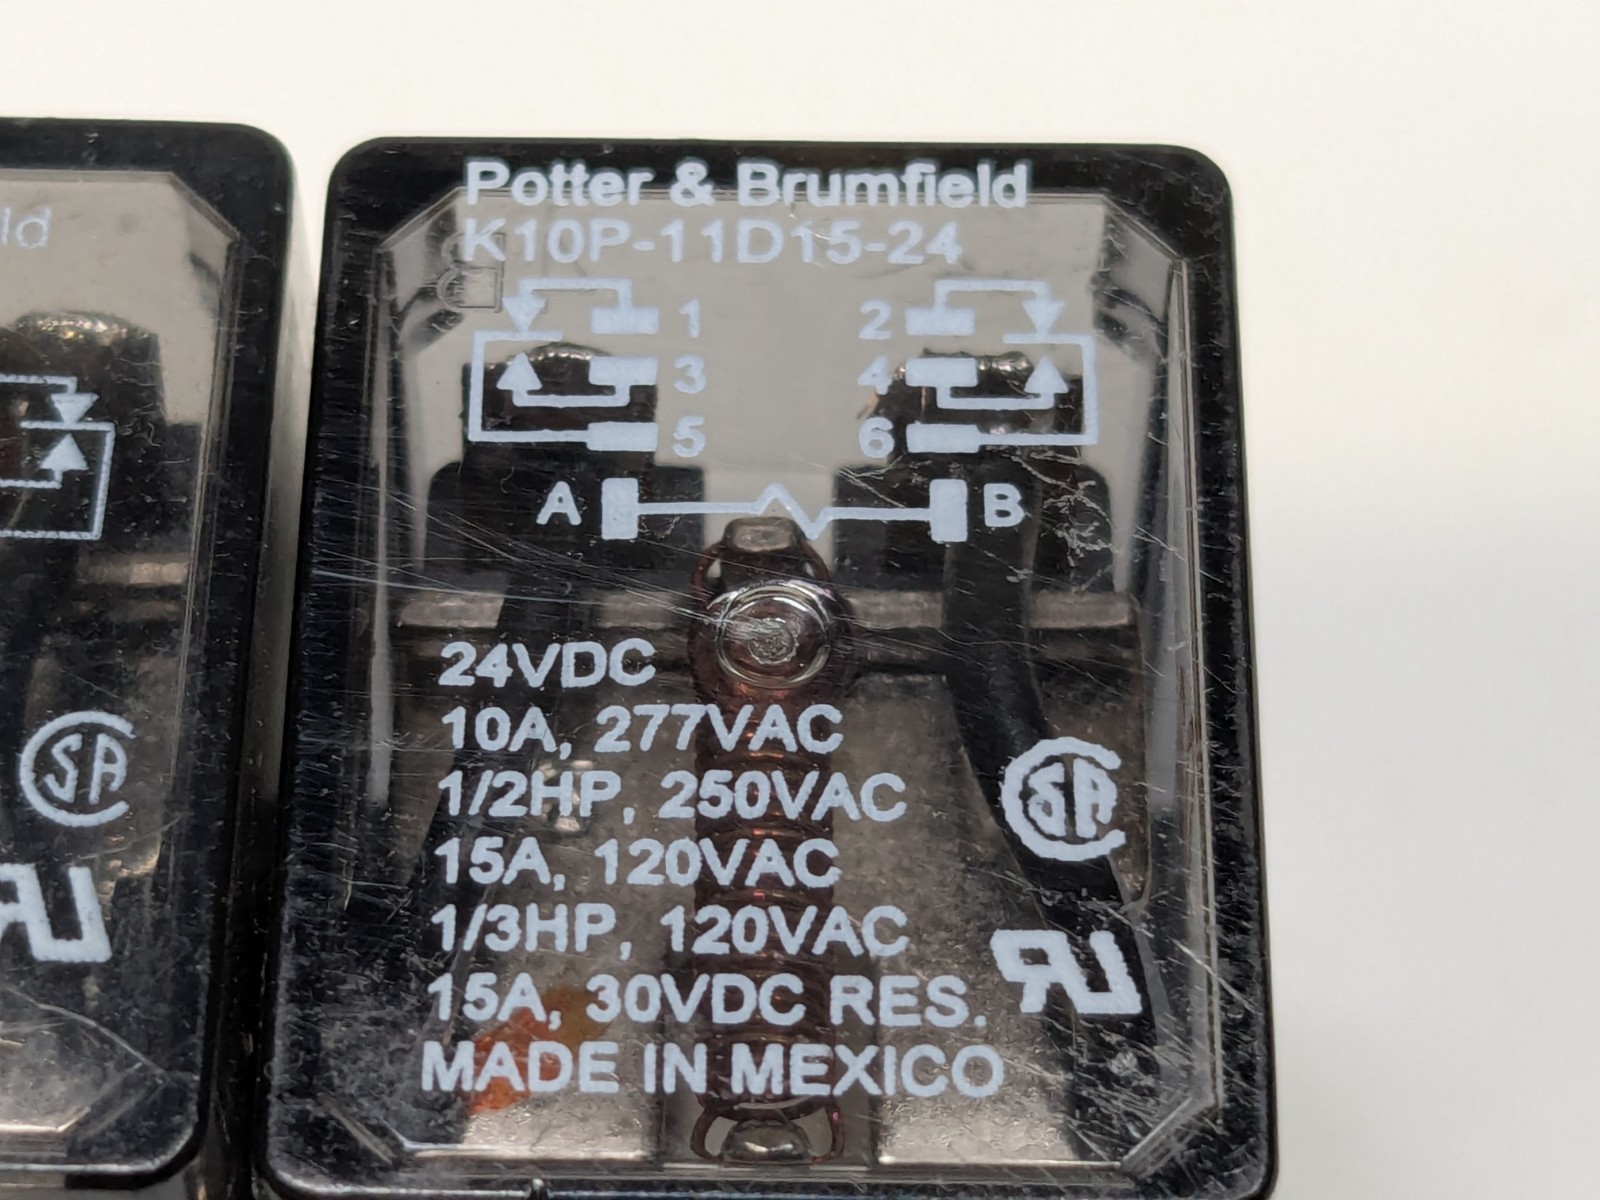 Potter & Brumfield
K10P-11D15-24
1 2
3 4
5 6
A B
24VDC
10A, 277VAC
1/2HP, 250VAC
15A, 120VAC
1/3HP, 120VAC
15A, 30VDC RES.
MADE IN MEXICO
ld